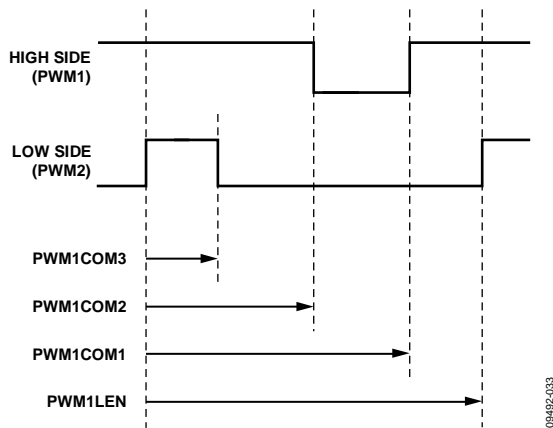 HIGH SIDE
(PWM1)
LOW SIDE
(PWM2)
PWM1COM3
PWM1COM2
PWM1COM1
PWM1LEN
09492-033